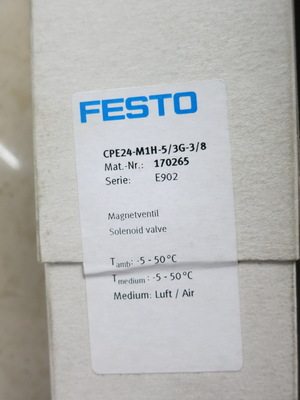 FESTO
CPE24-M1H-5/3G-3/8
Mat.-Nr.: 170265
Serie: E902
Magnetventil
Solenoid valve
Tamb: -5 - 50 °C
Tmedium : -5 - 50°C
Medium: Luft / Air